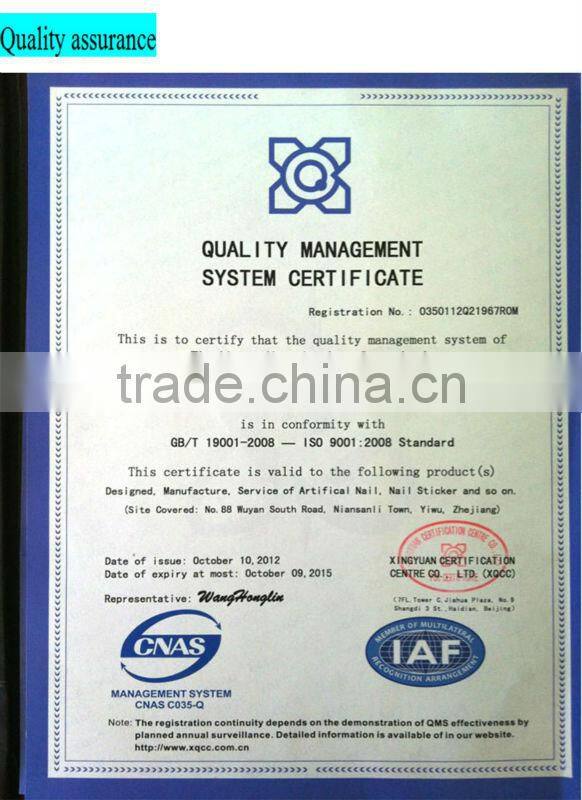 Quality assurance
QUALITY MANAGEMENT
SYSTEM CERTIFICATE
Registration No.: 0350112Q21967R0M
This is to certify that the quality management system of
trade.china.cn
is in conformity with
GB/T 19001-2008 — ISO 9001:2008 Standard
This certificate is valid to the following product(s)
Designed, Manufacture, Service of Artifical Nail, Nail Sticker and so on.
(Site Covered: No.88 Wuyan South Road, Niansanli Town, Yiwu, Zhejiang)
Date of issue: October 10,2012
Date of expiry at most: October 09,2015
Representative: WangHonglin
XINGYUAN CERTIFICATION
CENTRE CO., LTD. (XQCC)
(7FL.Tower C,Jiahua Plaza, No.9
Shangdi 3 St., Haidian, Beijing)
CNAS
MANAGEMENT SYSTEM
CNAS C035-Q
MEMBER OF MULTILATERAL
IAF
RECOGNITION ARRANGEMENT
Note: The registration continuity depends on the demonstration of QMS effectiveness by
planned annual surveillance. Detailed information is available of in our website.
http://www.xqcc.com.cn